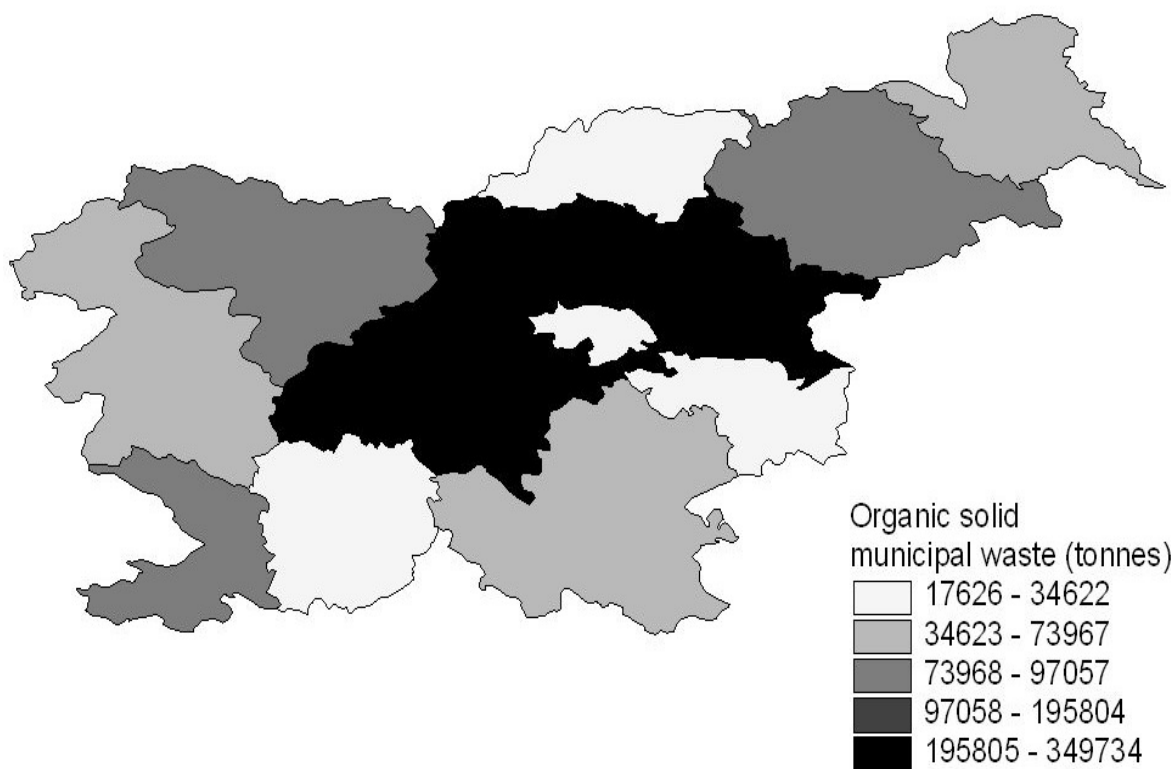 Organic solid
municipal waste (tonnes)
17626 - 34622
34623 - 73967
73968 - 97057
97058 - 195804
195805 - 349734